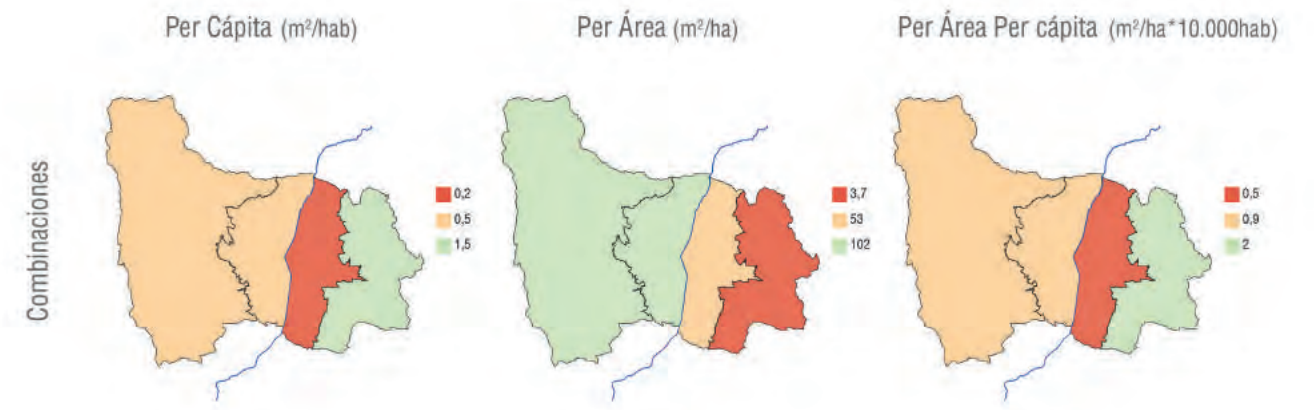 Per Cápita (m²/hab)
Per Área (m²/ha)
Per Área Per cápita (m²/ha*10.000hab)
Combinaciones
0,2
0,5
1,5
3,7
53
102
0,5
0,9
2